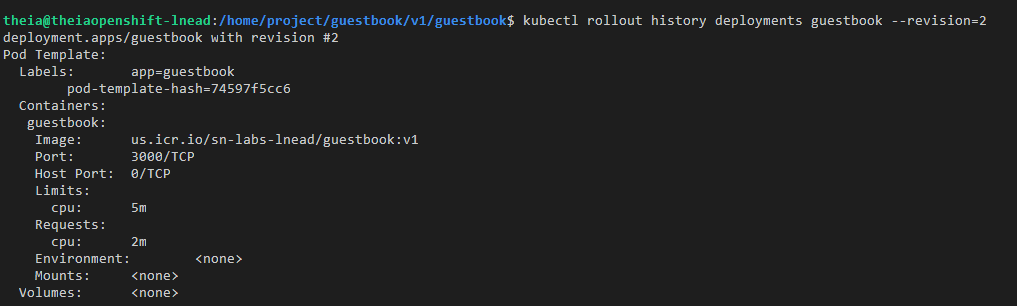 theia@theiaopenshift-lnead:/home/project/guestbook/v1/guestbook$ kubectl rollout history deployments guestbook --revision=2
deployment.apps/guestbook with revision #2
Pod Template:
  Labels:       app=guestbook
        pod-template-hash=74597f5cc6
  Containers:
   guestbook:
    Image:      us.icr.io/sn-labs-lnead/guestbook:v1
    Port:       3000/TCP
    Host Port:  0/TCP
    Limits:
      cpu:      5m
    Requests:
      cpu:      2m
    Environment:        <none>
    Mounts:     <none>
  Volumes:      <none>